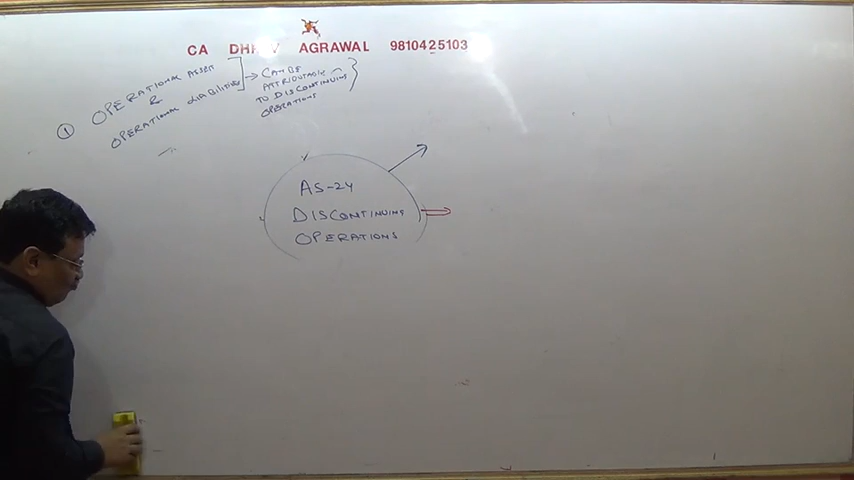 CA DHRUV AGRAWAL 9810425103
① OPERATIONAL ASSET
&
OPERATIONAL LIABILITIES
CAN BE
ATTRIBUTABLE
TO DISCONTINUING
OPERATIONS
AS-24
DISCONTINUING
OPERATIONS